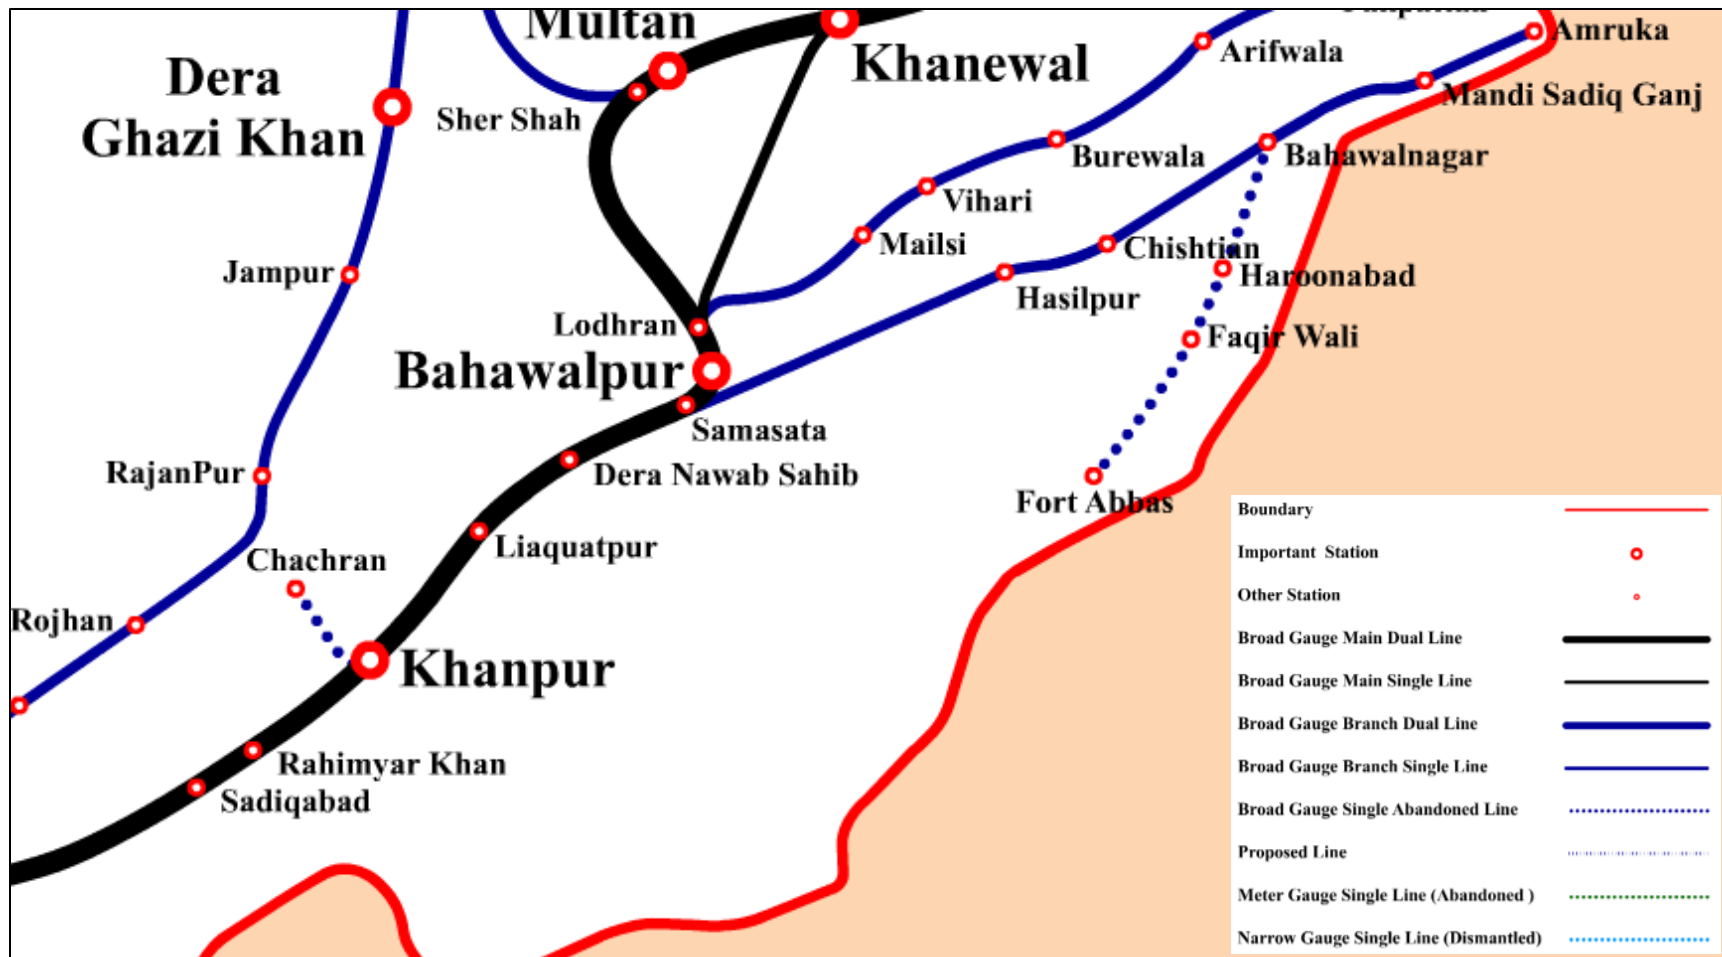 Multan
Khanewal
Dera
Ghazi Khan
Sher Shah
Arifwala
Amruka
Mandi Sadiq Ganj
Burewala
Bahawalnagar
Vihari
Mailsi
Chishtian
Haroonabad
Hasilpur
Jampur
Lodhran
Faqir Wali
Bahawalpur
Samasata
RajanPur
Dera Nawab Sahib
Fort Abbas
Liaquatpur
Chachran
Rojhan
Khanpur
Rahimyar Khan
Sadiqabad
Boundary
Important Station
Other Station
Broad Gauge Main Dual Line
Broad Gauge Main Single Line
Broad Gauge Branch Dual Line
Broad Gauge Branch Single Line
Broad Gauge Single Abandoned Line
Proposed Line
Meter Gauge Single Line (Abandoned )
Narrow Gauge Single Line (Dismantled)